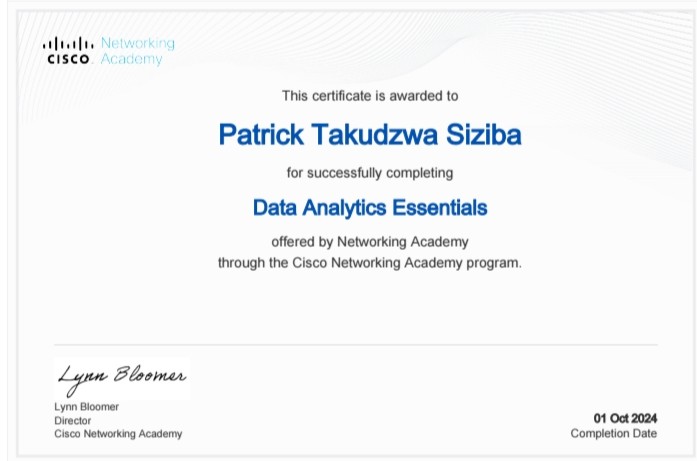 Networking
CISCO Academy
This certificate is awarded to
Patrick Takudzwa Siziba
for successfully completing
Data Analytics Essentials
offered by Networking Academy
through the Cisco Networking Academy program.
Lynn Bloomer
Lynn Bloomer
Director
Cisco Networking Academy
01 Oct 2024
Completion Date